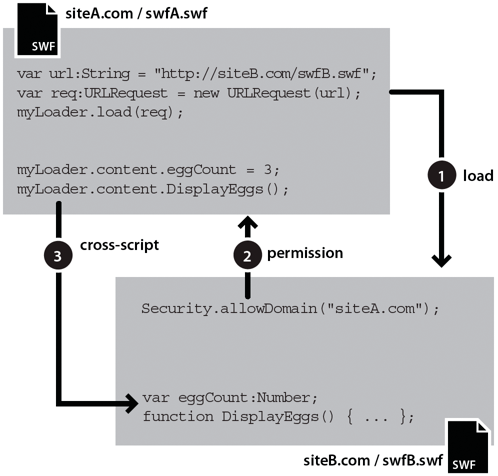 siteA.com / swfA.swf
SWF
var url:String = "http://siteB.com/swfB.swf";
var req:URLRequest = new URLRequest(url);
myLoader.load(req);
myLoader.content.eggCount = 3;
myLoader.content.DisplayEggs();
1 load
3 cross-script
2 permission
Security.allowDomain("siteA.com");
var eggCount:Number;
function DisplayEggs() { ... };
siteB.com / swfB.swf
SWF